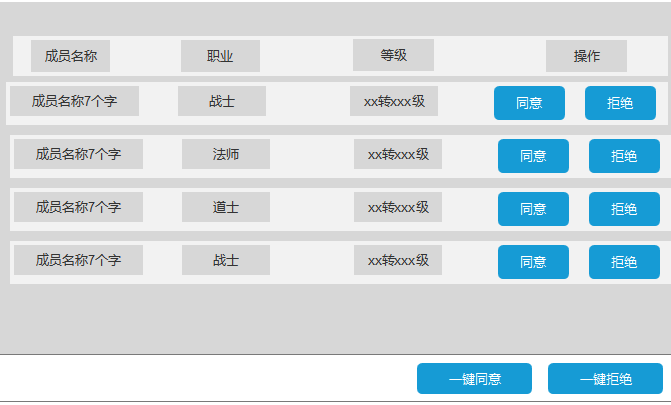 成员名称 职业 等级 操作
成员名称7个字 战士 xx转xxx级 同意 拒绝
成员名称7个字 法师 xx转xxx级 同意 拒绝
成员名称7个字 道士 xx转xxx级 同意 拒绝
成员名称7个字 战士 xx转xxx级 同意 拒绝
一键同意 一键拒绝